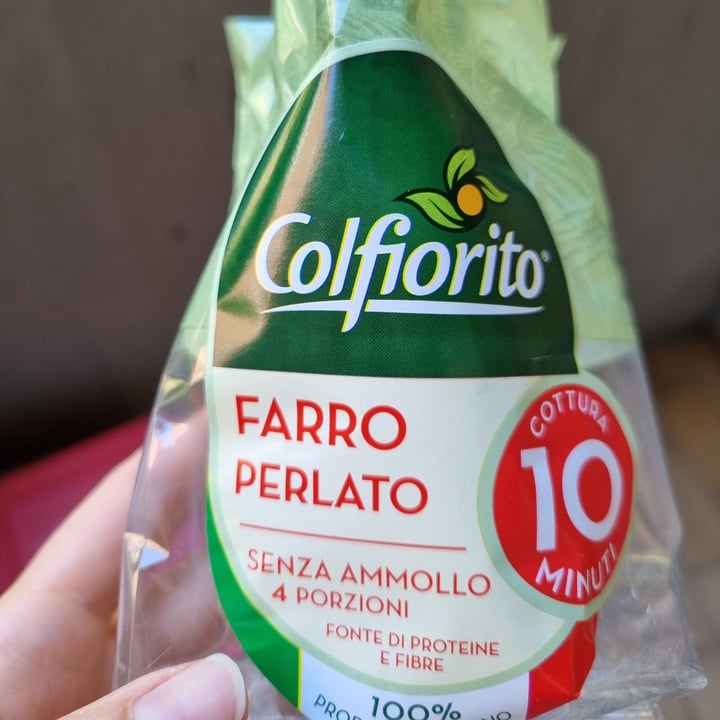 Colfiorito
FARRO
PERLATO
COTTURA
10
MINUTI
SENZA AMMOLLO
4 PORZIONI
FONTE DI PROTEINE
E FIBRE
100%